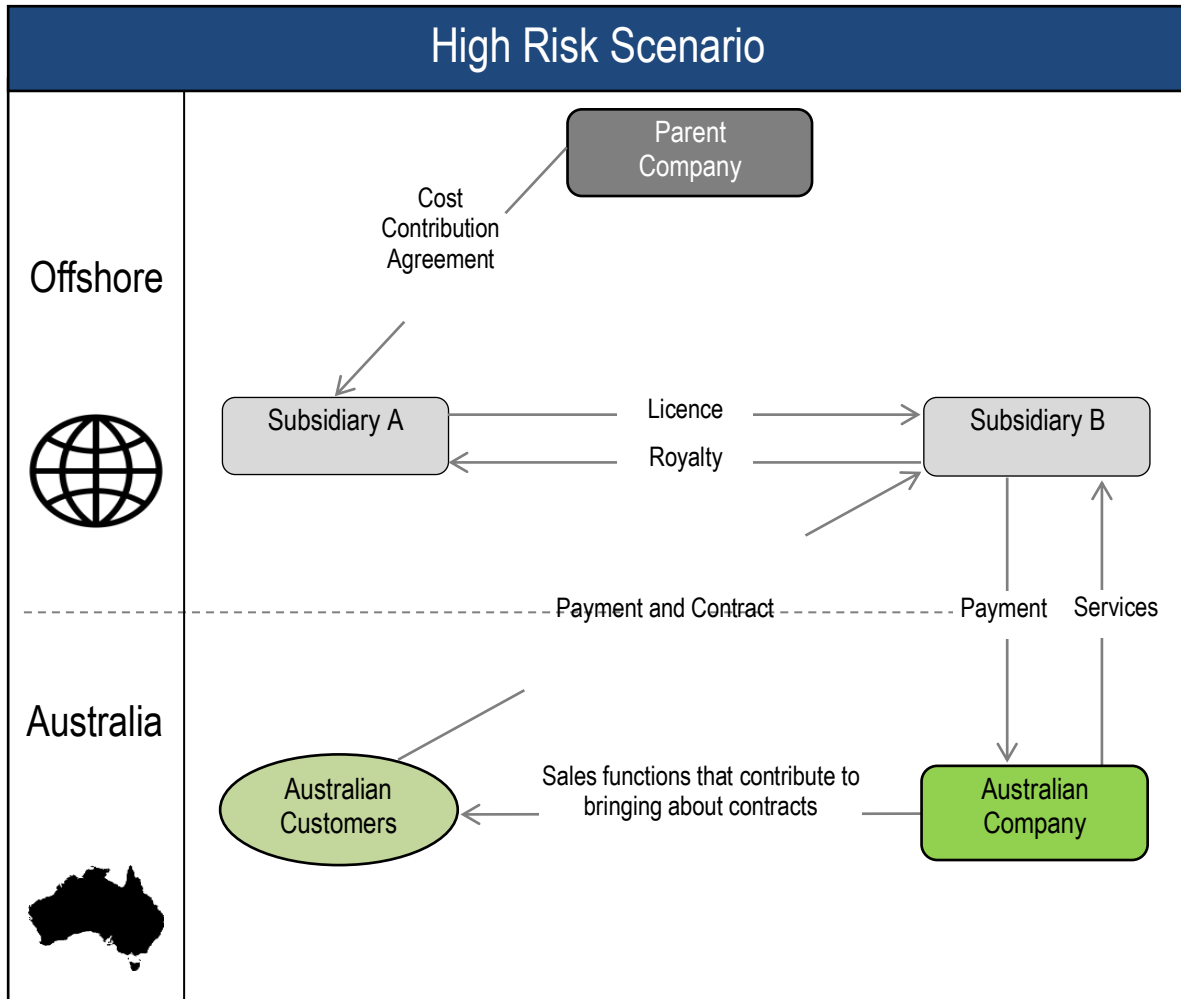 High Risk Scenario
Parent
Company
Cost
Contribution
Agreement
Offshore
Subsidiary A
Licence
Royalty
Subsidiary B
Payment and Contract
Payment
Services
Australia
Australian
Customers
Sales functions that contribute to
bringing about contracts
Australian
Company